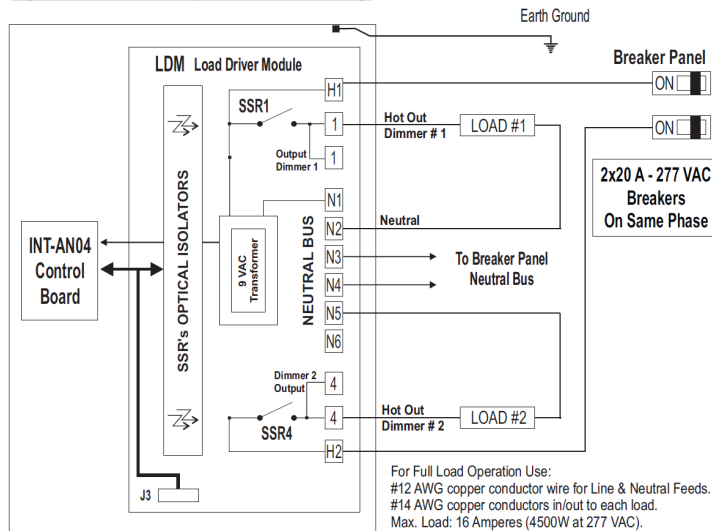 Earth Ground
Breaker Panel
LDM Load Driver Module
H1
ON
SSR1
1
Hot Out
Dimmer # 1
LOAD #1
ON
Output
Dimmer 1
1
2x20 A - 277 VAC
Breakers
On Same Phase
SSR's OPTICAL ISOLATORS
N1
INT-AN04
Control
Board
9 VAC
Transformer
NEUTRAL BUS
N2
Neutral
N3
To Breaker Panel
Neutral Bus
N4
N5
N6
Dimmer 2
Output
4
SSR4
4
Hot Out
Dimmer # 2
LOAD #2
H2
J3
For Full Load Operation Use:
#12 AWG copper conductor wire for Line & Neutral Feeds.
#14 AWG copper conductors in/out to each load.
Max. Load: 16 Amperes (4500W at 277 VAC).